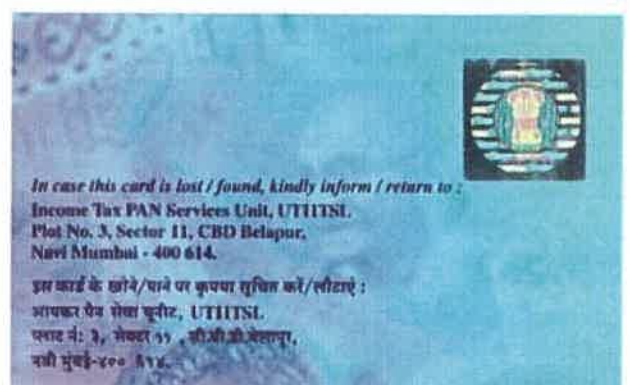 In case this card is lost / found, kindly inform / return to :
Income Tax PAN Services Unit, UTIITSL
Plot No. 3, Sector 11, CBD Belapur,
Navi Mumbai - 400 614.
इस कार्ड के खोने/पाने पर कृपया सूचित करें/लौटाएं :
आयकर पैन सेवा यूनीट, UTIITSL
प्लाट नं: ३, सेक्टर ११ , सी.बी.डी.बेलापुर,
नवी मुंबई-४०० ६१४.